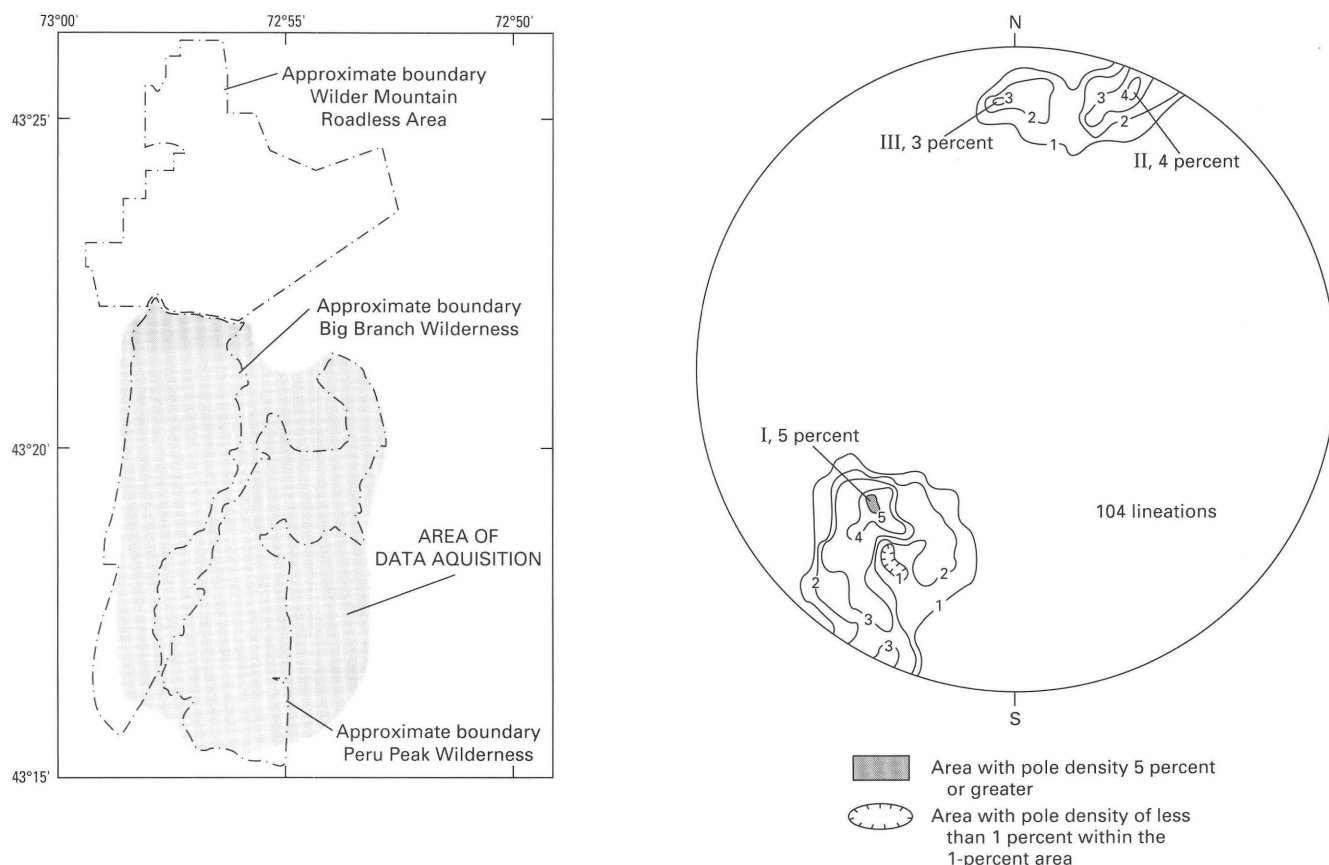 73°00'
72°55'
72°50'
43°25'
43°20'
43°15'
Approximate boundary
Wilder Mountain
Roadless Area
Approximate boundary
Big Branch Wilderness
AREA OF
DATA AQUISITION
Approximate boundary
Peru Peak Wilderness
N
3
2
1
3
4
2
III, 3 percent
II, 4 percent
I, 5 percent
5
4
1
2
2
1
3
3
104 lineations
S
Area with pole density 5 percent
or greater
Area with pole density of less
than 1 percent within the
1-percent area